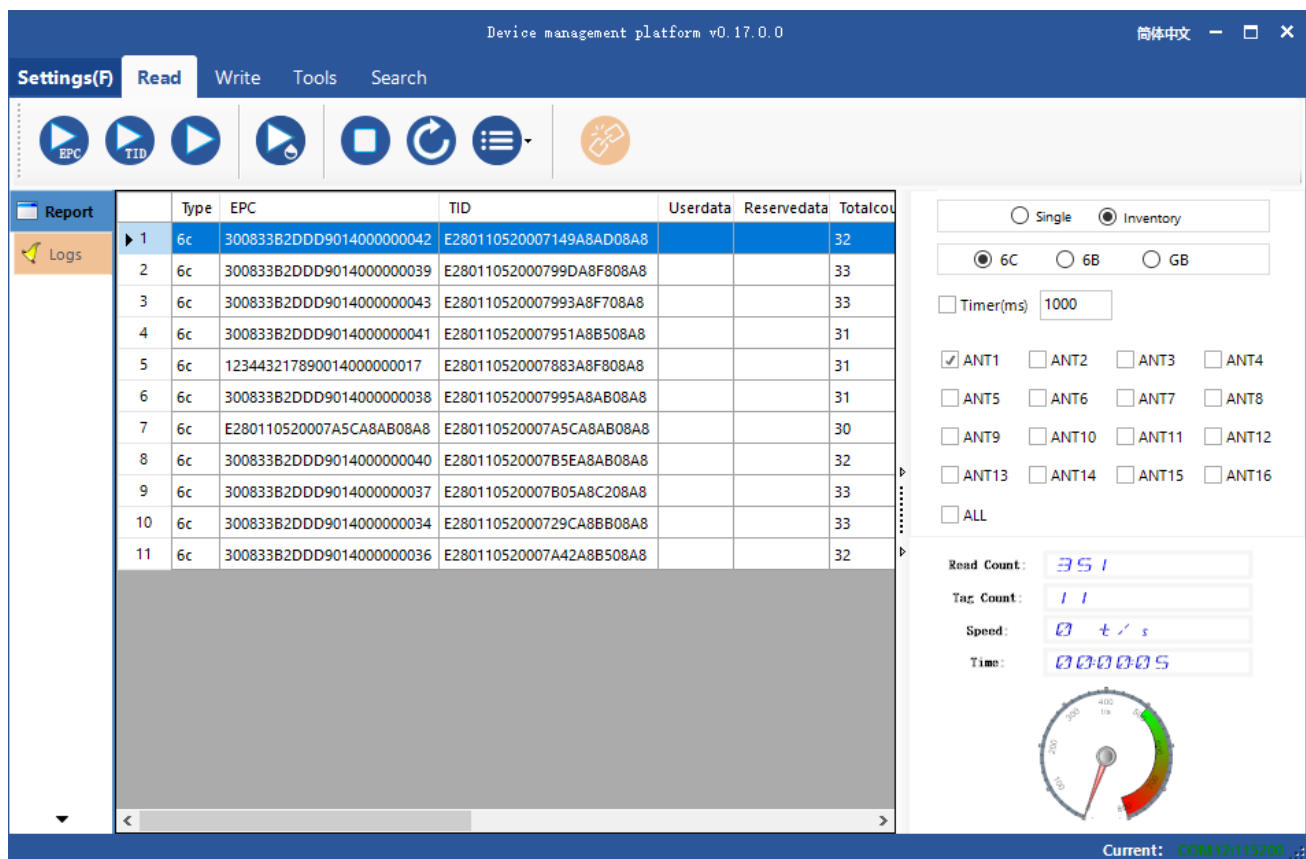 Device management platform v0.17.0.0 简体中文
Settings(F) Read Write Tools Search
EPC TID
Report
Logs
Type EPC TID Userdata Reservedata Totalcou
1 6c 300833B2DDD9014000000042 E280110520007149A8AD08A8 32
2 6c 300833B2DDD9014000000039 E28011052000799DA8F808A8 33
3 6c 300833B2DDD9014000000043 E280110520007993A8F708A8 33
4 6c 300833B2DDD9014000000041 E280110520007951A8B508A8 31
5 6c 123443217890014000000017 E280110520007883A8F808A8 31
6 6c 300833B2DDD9014000000038 E280110520007995A8AB08A8 31
7 6c E280110520007A5CA8AB08A8 E280110520007A5CA8AB08A8 30
8 6c 300833B2DDD9014000000040 E280110520007B5EA8AB08A8 32
9 6c 300833B2DDD9014000000037 E280110520007B05A8C208A8 33
10 6c 300833B2DDD9014000000034 E28011052000729CA8BB08A8 33
11 6c 300833B2DDD9014000000036 E280110520007A42A8B508A8 32
Single Inventory
6C 6B GB
Timer(ms) 1000
ANT1 ANT2 ANT3 ANT4
ANT5 ANT6 ANT7 ANT8
ANT9 ANT10 ANT11 ANT12
ANT13 ANT14 ANT15 ANT16
ALL
Read Count: 351
Tag Count: 11
Speed: 0 t/s
Time: 00:00:05
400
t/s
300
200
100
Current: COM12:115200